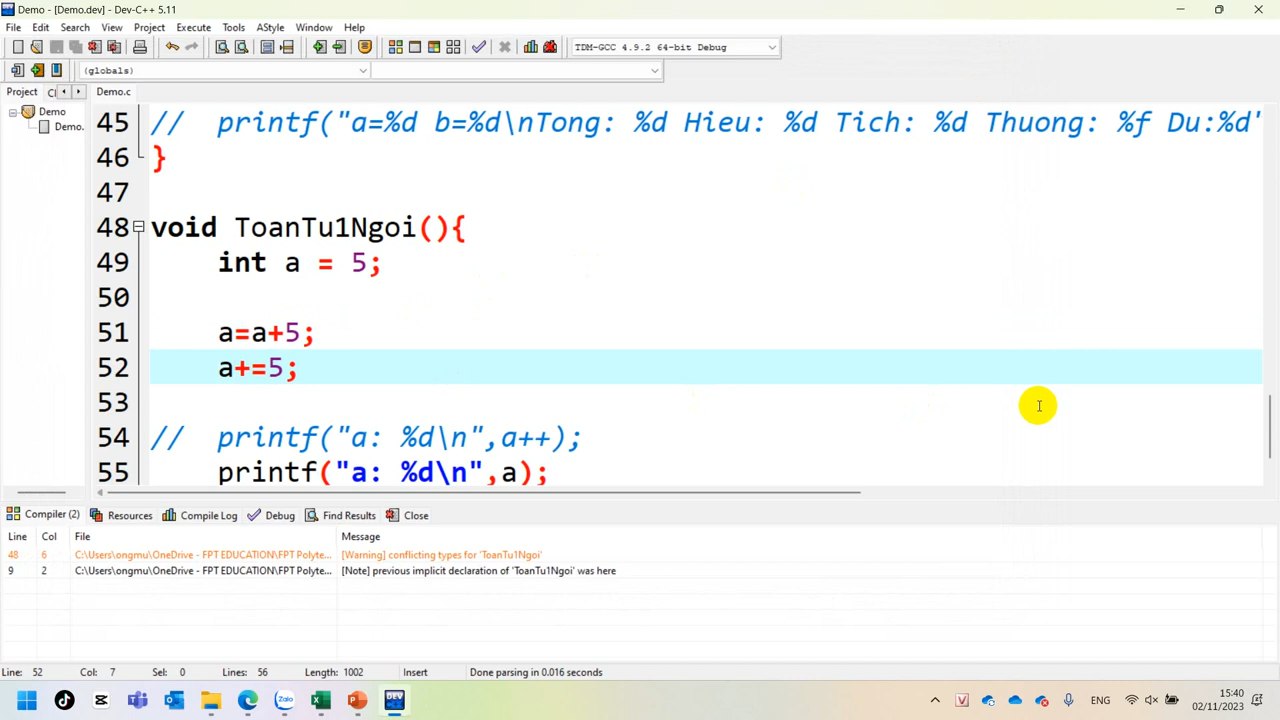 Demo - [Demo.dev] - Dev-C++ 5.11
File Edit Search View Project Execute Tools AStyle Window Help
TDM-GCC 4.9.2 64-bit Debug
(globals)
Project Cl Demo.c
Demo
Demo.
45 // printf("a=%d b=%d\nTong: %d Hieu: %d Tich: %d Thuong: %f Du:%d"
46 }
47
48 void ToanTu1Ngoi(){
49 int a = 5;
50
51 a=a+5;
52 a+=5;
53
54 // printf("a: %d\n",a++);
55 printf("a: %d\n",a);
Compiler (2) Resources Compile Log Debug Find Results Close
Line Col File Message
48 6 C:\Users\ongmu\OneDrive - FPT EDUCATION\FPT Polyte... [Warning] conflicting types for 'ToanTu1Ngoi'
9 2 C:\Users\ongmu\OneDrive - FPT EDUCATION\FPT Polyte... [Note] previous implicit declaration of 'ToanTu1Ngoi' was here
Line: 52 Col: 7 Sel: 0 Lines: 56 Length: 1002 Insert Done parsing in 0.016 seconds
DEV
Zalo
V
ENG
15:40
02/11/2023